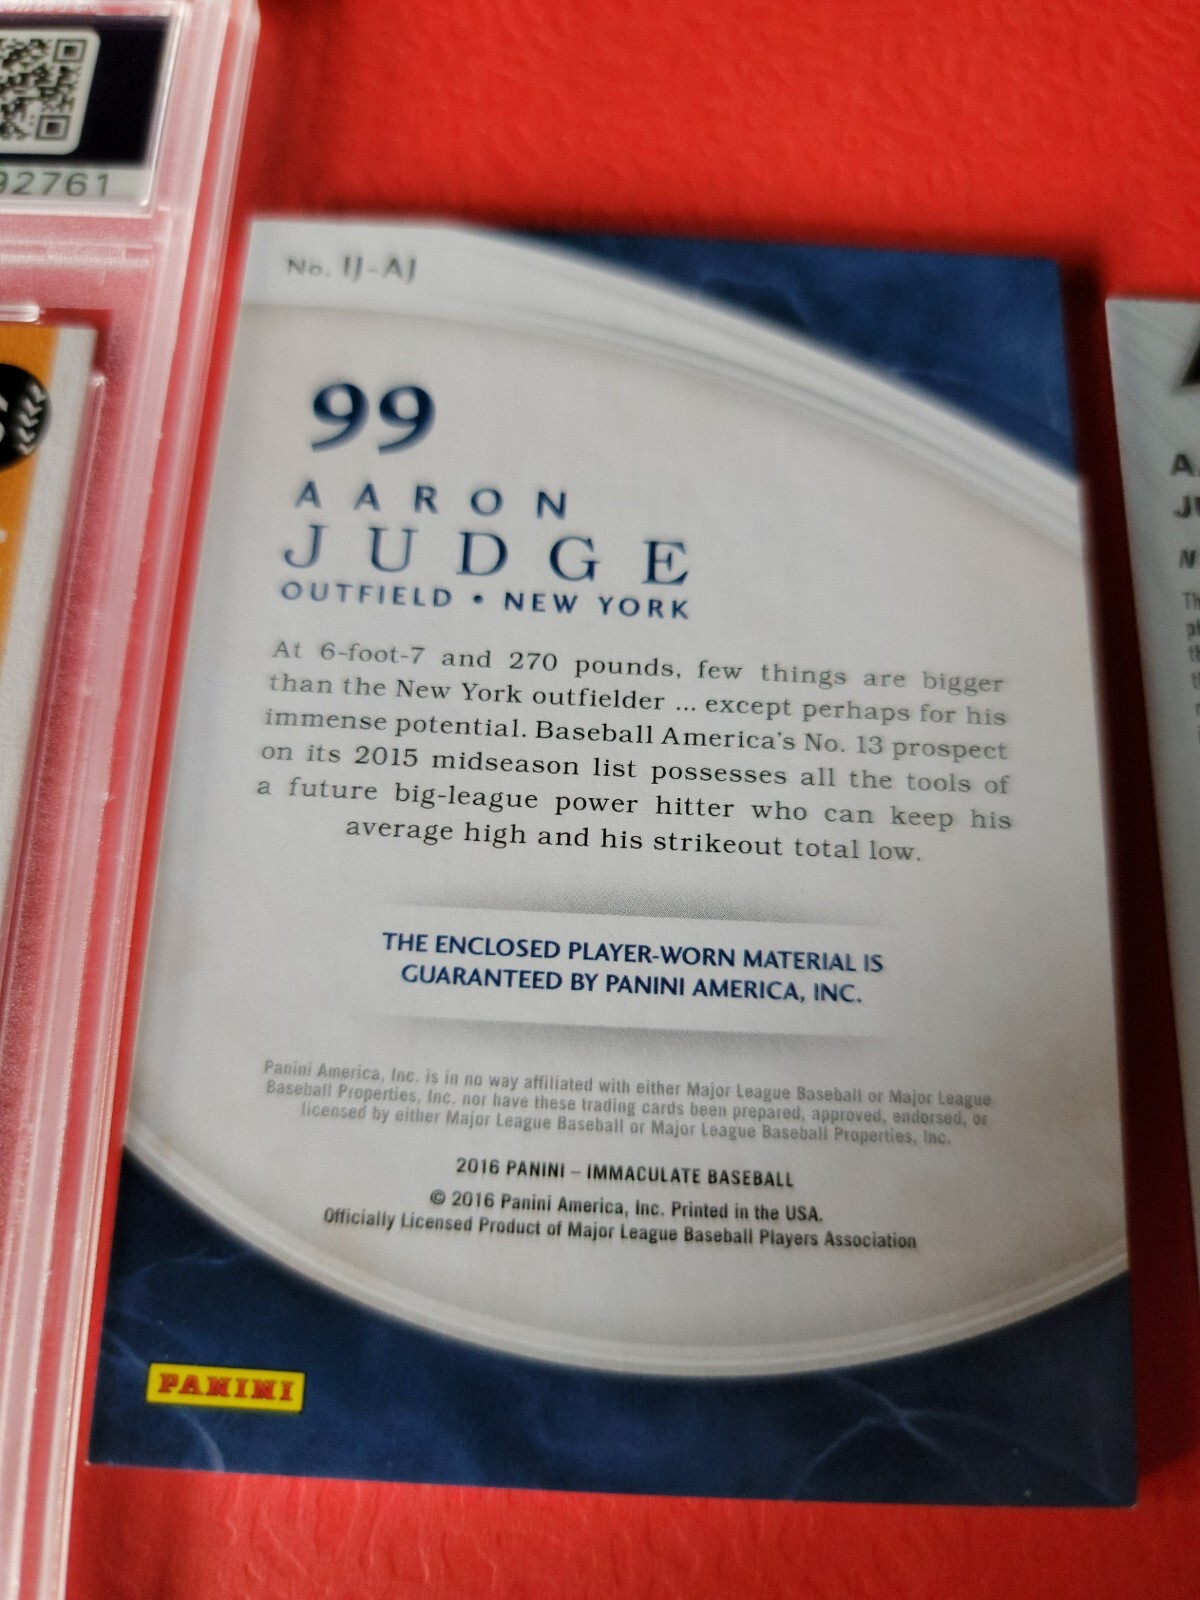 92761
No. IJ-AJ
99
AARON
JUDGE
OUTFIELD • NEW YORK
At 6-foot-7 and 270 pounds, few things are bigger
than the New York outfielder ... except perhaps for his
immense potential. Baseball America's No. 13 prospect
on its 2015 midseason list possesses all the tools of
a future big-league power hitter who can keep his
average high and his strikeout total low.
THE ENCLOSED PLAYER-WORN MATERIAL IS
GUARANTEED BY PANINI AMERICA, INC.
Panini America, Inc. is in no way affiliated with either Major League Baseball or Major League
Baseball Properties, Inc. nor have these trading cards been prepared, approved, endorsed, or
licensed by either Major League Baseball or Major League Baseball Properties, Inc.
2016 PANINI – IMMACULATE BASEBALL
© 2016 Panini America, Inc. Printed in the USA.
Officially Licensed Product of Major League Baseball Players Association
PANINI